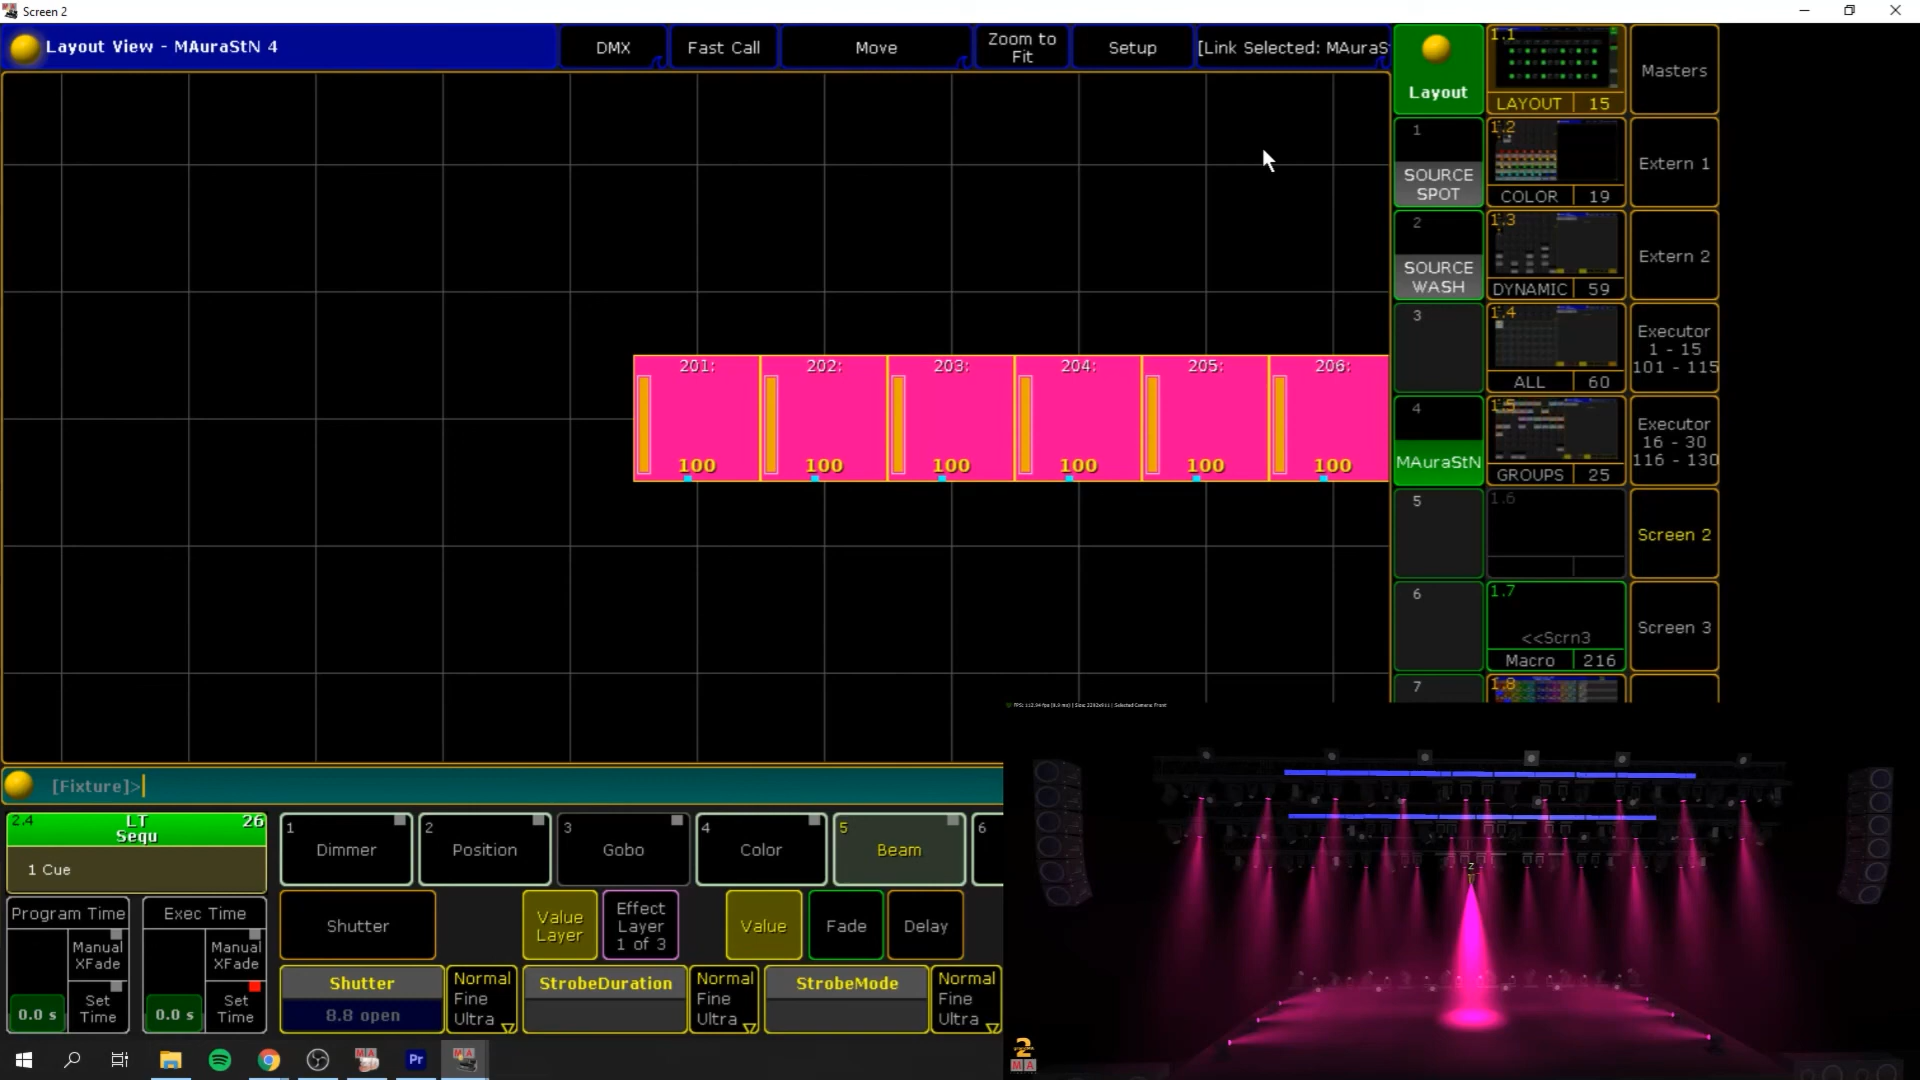 Screen 2
Layout View - MAuraStN 4
DMX
Fast Call
Move
Zoom to
Fit
Setup
[Link Selected: MAuraS
Layout
1.1
LAYOUT 15
Masters
1
SOURCE
SPOT
1.2
COLOR 19
Extern 1
2
SOURCE
WASH
1.3
DYNAMIC 59
Extern 2
3
1.4
ALL 60
Executor
1 - 15
101 - 115
4
MAuraStN
1.5
GROUPS 25
Executor
16 - 30
116 - 130
5
1.6
Screen 2
6
1.7
<<Scrn3
Macro 216
Screen 3
7
1.8
201: 202: 203: 204: 205: 206:
100 100 100 100 100 100
[Fixture]>
2.4 LT 26
Sequ
1 Cue
1 Dimmer
2 Position
3 Gobo
4 Color
5 Beam
6
Program Time
Manual
XFade
0.0 s
Set
Time
Exec Time
Manual
XFade
0.0 s
Set
Time
Shutter
Value
Layer
Effect
Layer
1 of 3
Value
Fade
Delay
Shutter
8.8 open
Normal
Fine
Ultra
StrobeDuration
Normal
Fine
Ultra
StrobeMode
Normal
Fine
Ultra
Z
2
MA
Pr